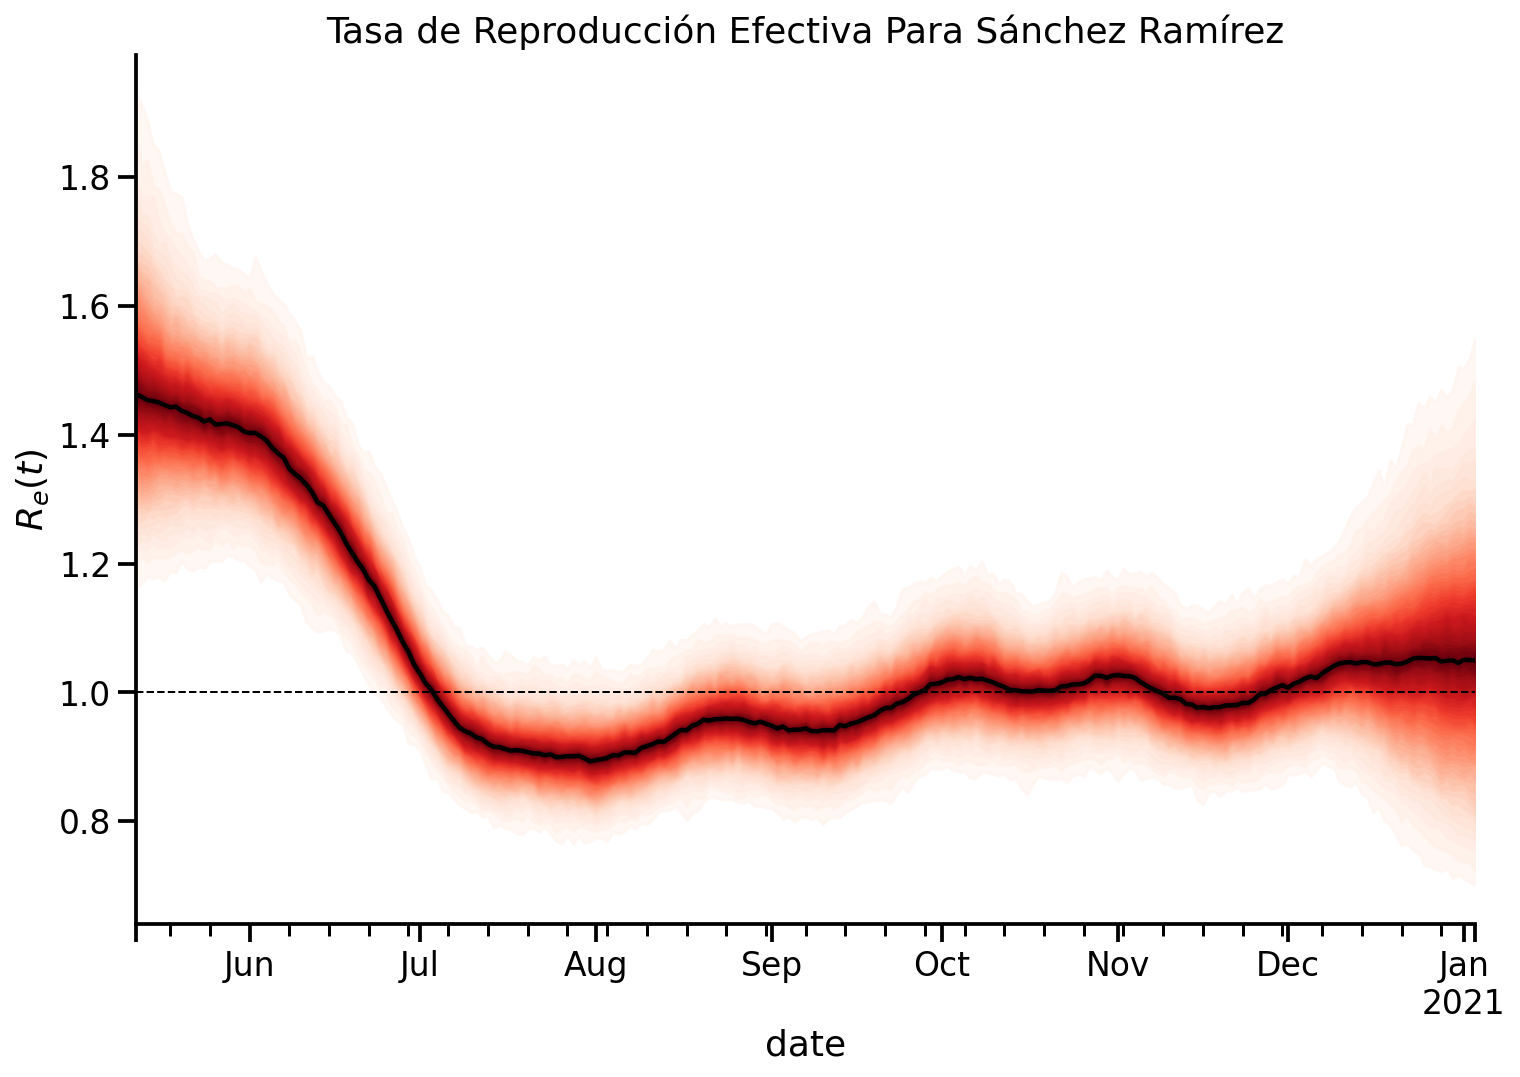 Tasa de Reproducción Efectiva Para Sánchez Ramírez
1.8
1.6
1.4
1.2
1.0
0.8
R_e(t)
Jun Jul Aug Sep Oct Nov Dec Jan
2021
date